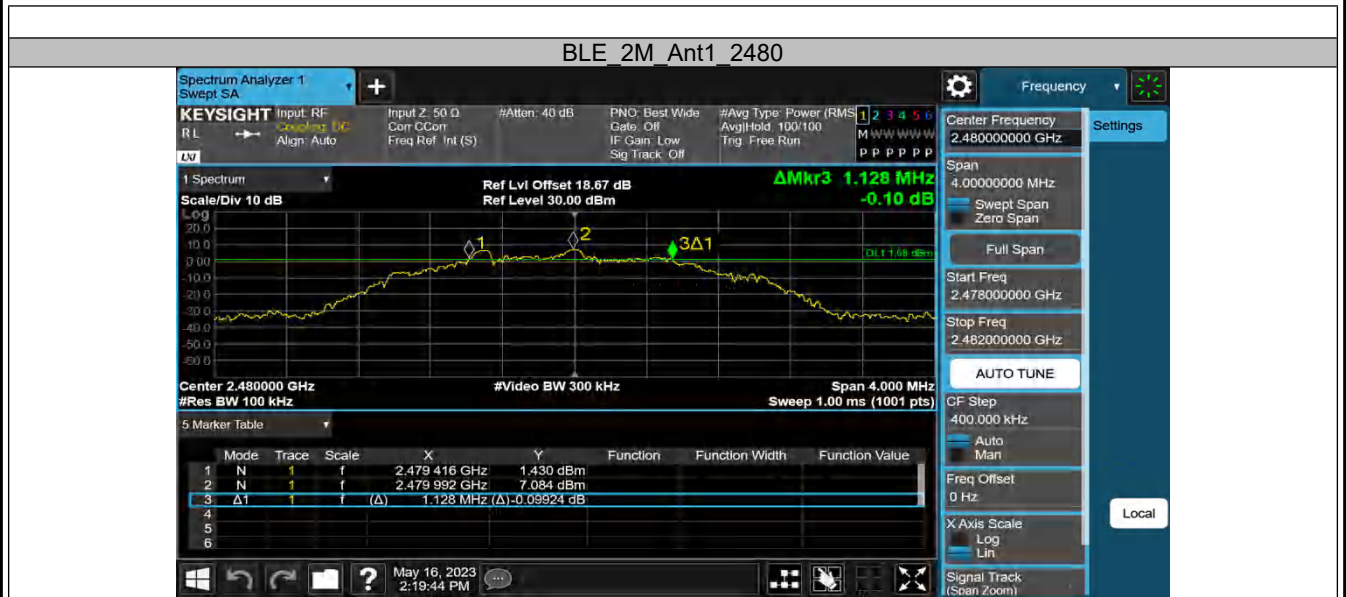 BLE_2M_Ant1_2480
Spectrum Analyzer 1
Swept SA
+
Frequency
KEYSIGHT
RL
LXI
Input: RF
Coupling: DC
Align: Auto
Input Z: 50 Ω
Corr CCorr
Freq Ref: Int (S)
#Atten: 40 dB
PNO: Best Wide
Gate: Off
IF Gain: Low
Sig Track: Off
#Avg Type: Power (RMS
Avg|Hold: 100/100
Trig: Free Run
1 2 3 4 5 6
M W W W W W
P P P P P P
1 Spectrum
Scale/Div 10 dB
Ref Lvl Offset 18.67 dB
Ref Level 30.00 dBm
ΔMkr3 1.128 MHz
-0.10 dB
Log
20.0
10.0
0.00
-10.0
-20.0
-30.0
-40.0
-50.0
-60.0
1
2
3Δ1
DL1 1.08 dBm
Center 2.480000 GHz
#Res BW 100 kHz
#Video BW 300 kHz
Span 4.000 MHz
Sweep 1.00 ms (1001 pts)
5 Marker Table
Mode Trace Scale X Y Function Function Width Function Value
1 N 1 f 2.479 416 GHz 1.430 dBm
2 N 1 f 2.479 992 GHz 7.084 dBm
3 Δ1 1 f (Δ) 1.128 MHz (Δ) -0.09924 dB
4
5
6
May 16, 2023
2:19:44 PM
?
Center Frequency
2.480000000 GHz
Settings
Span
4.00000000 MHz
Swept Span
Zero Span
Full Span
Start Freq
2.478000000 GHz
Stop Freq
2.482000000 GHz
AUTO TUNE
CF Step
400.000 kHz
Auto
Man
Freq Offset
0 Hz
X Axis Scale
Log
Lin
Signal Track
(Span Zoom)
Local